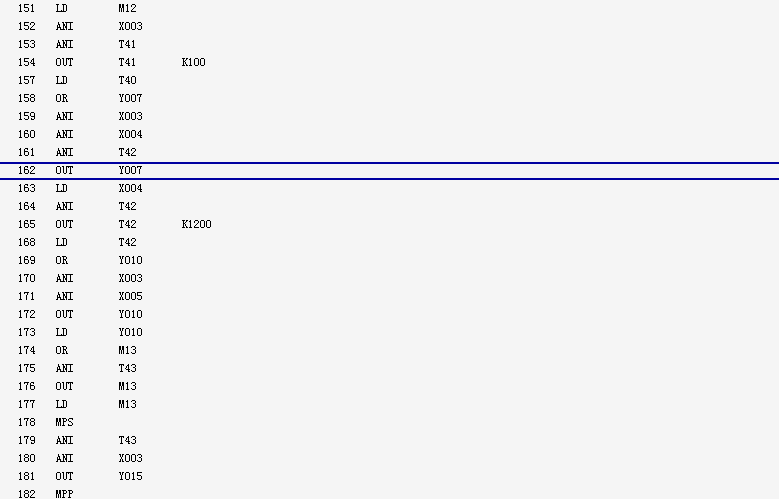 151 LD M12
152 ANI X003
153 ANI T41
154 OUT T41 K100
157 LD T40
158 OR Y007
159 ANI X003
160 ANI X004
161 ANI T42
162 OUT Y007
163 LD X004
164 ANI T42
165 OUT T42 K1200
168 LD T42
169 OR Y010
170 ANI X003
171 ANI X005
172 OUT Y010
173 LD Y010
174 OR M13
175 ANI T43
176 OUT M13
177 LD M13
178 MPS
179 ANI T43
180 ANI X003
181 OUT Y015
182 MPP